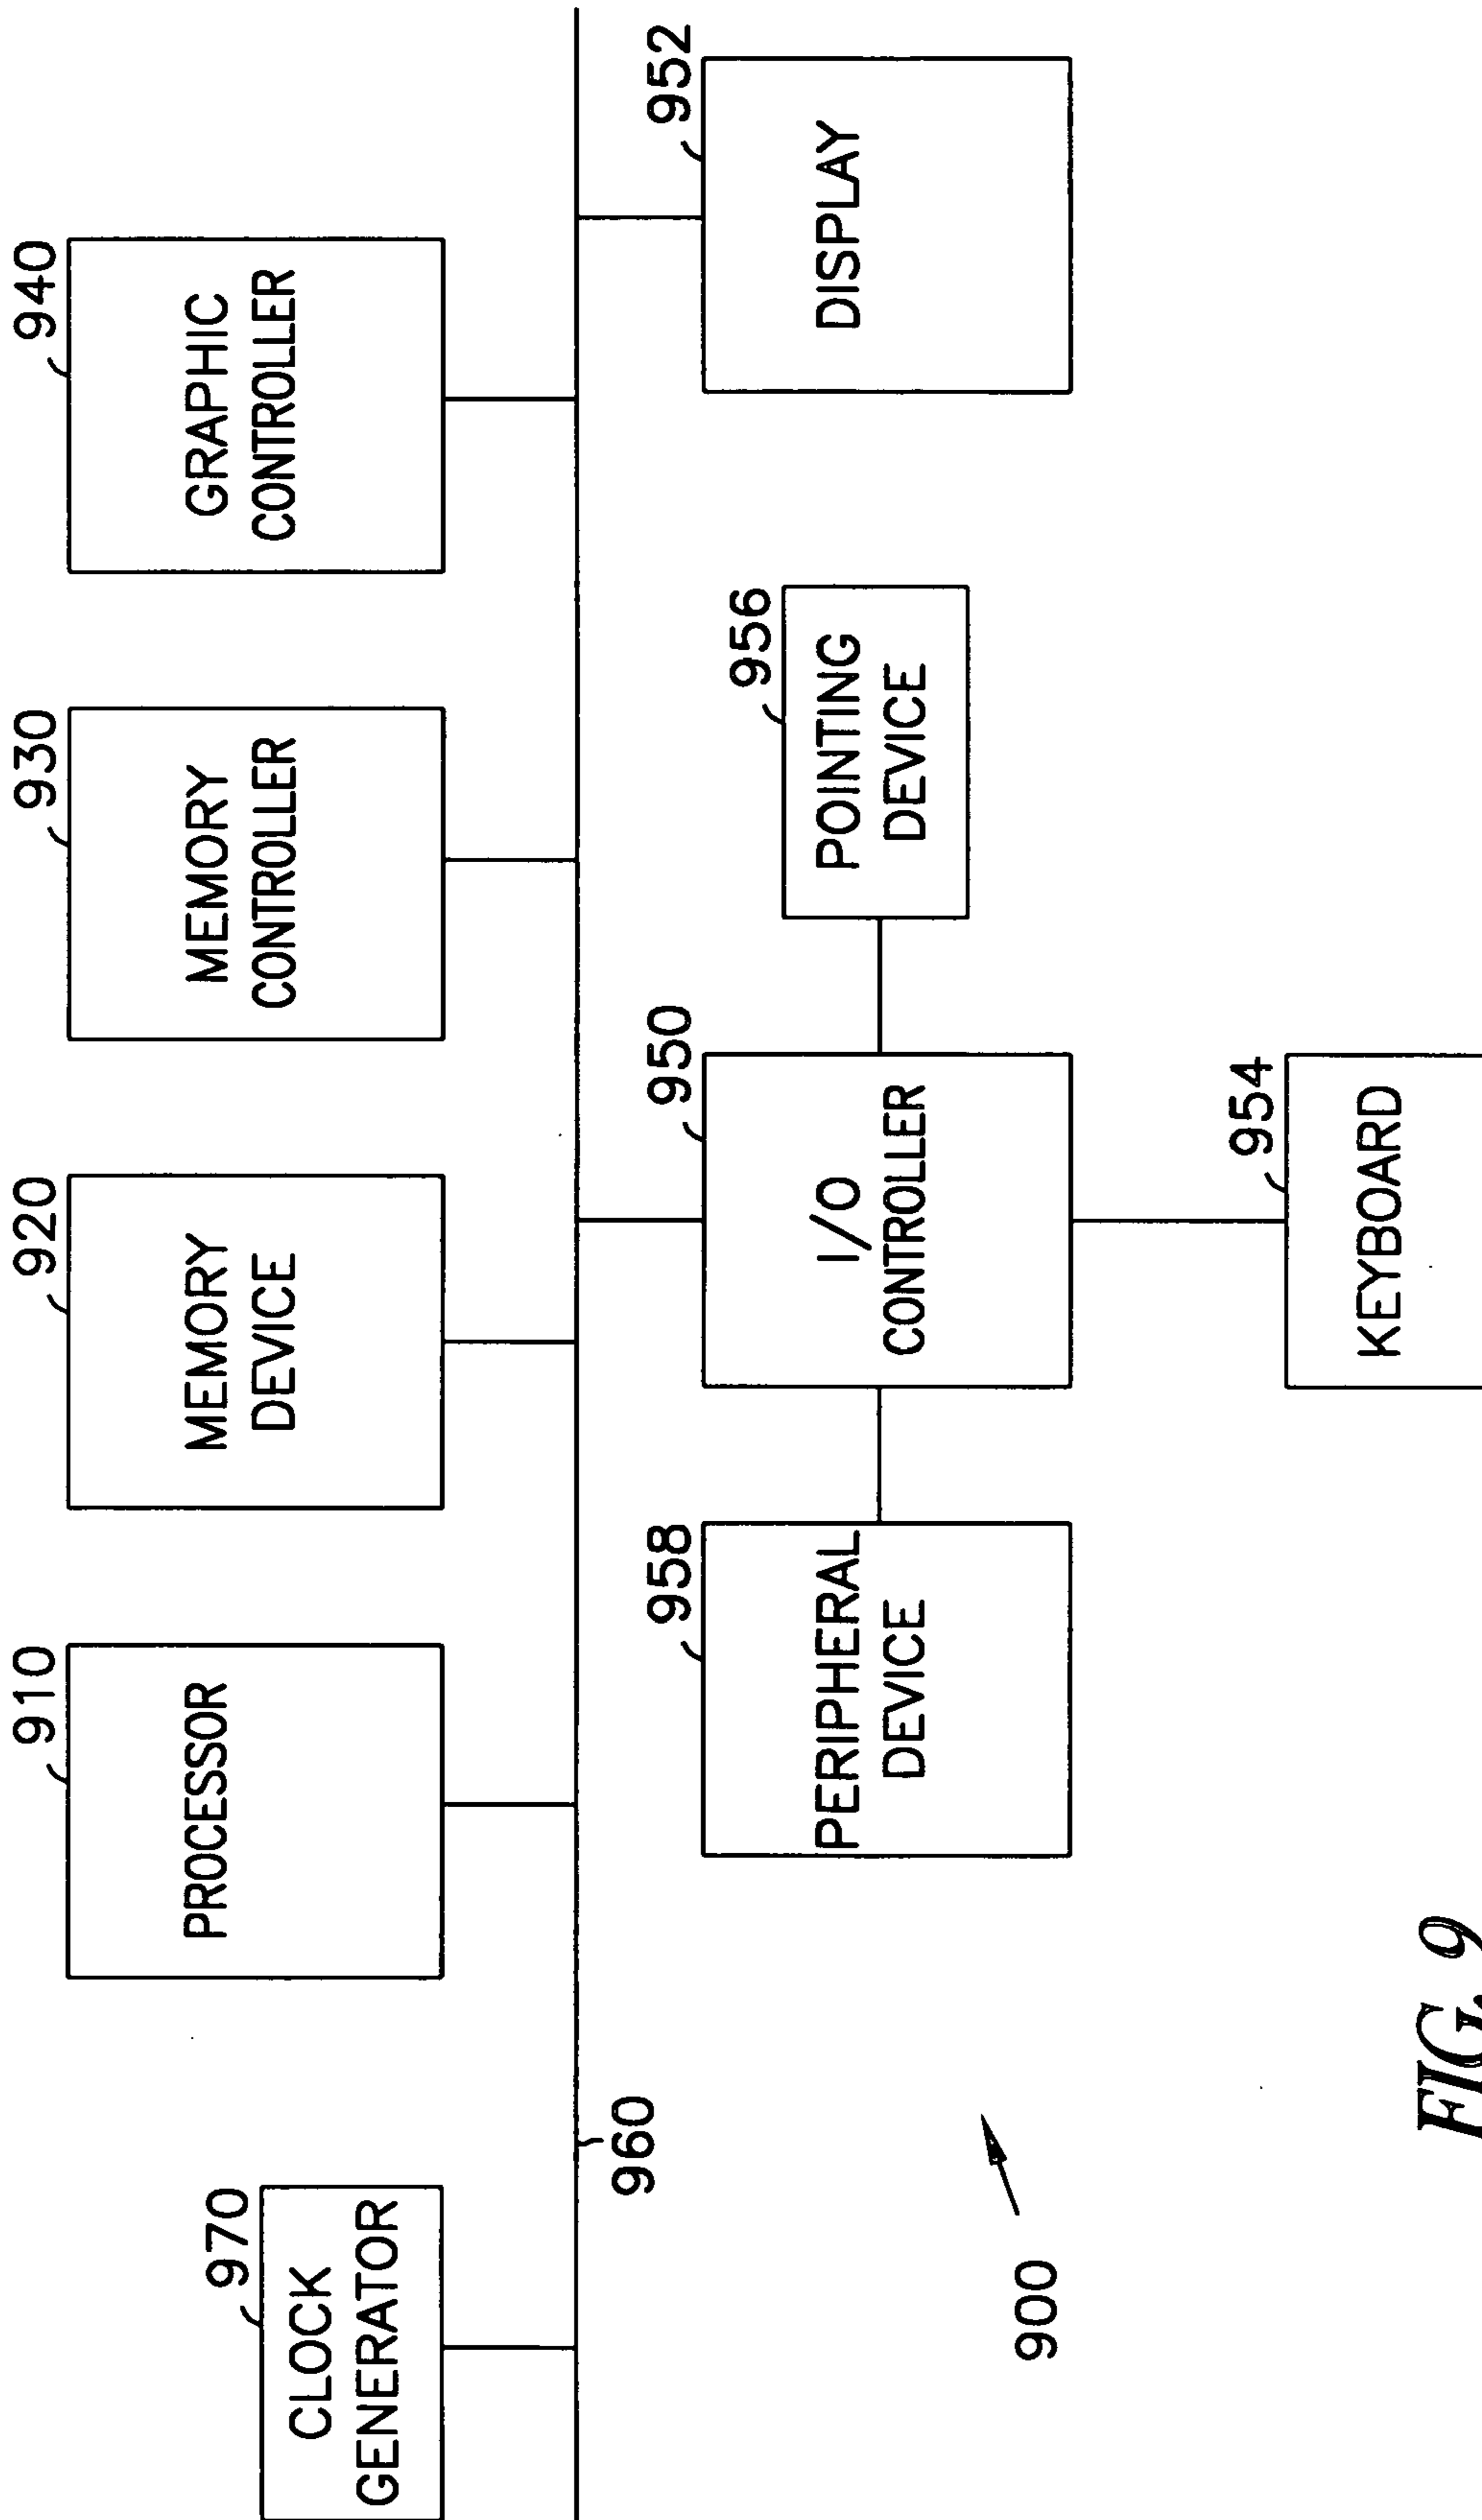 970
CLOCK
GENERATOR
910
PROCESSOR
920
MEMORY
DEVICE
930
MEMORY
CONTROLLER
940
GRAPHIC
CONTROLLER
960
958
PERIPHERAL
DEVICE
950
I/O
CONTROLLER
956
POINTING
DEVICE
952
DISPLAY
900
954
KEYBOARD
FIG. 9